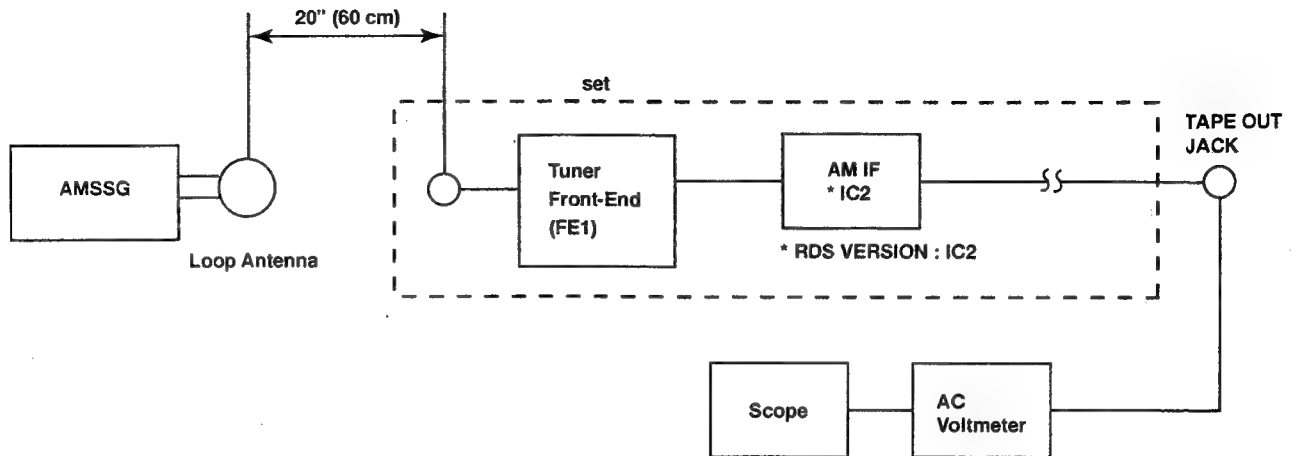 20" (60 cm)
set
TAPE OUT
JACK
AMSSG
Tuner
Front-End
(FE1)
AM IF
* IC2
Loop Antenna
* RDS VERSION : IC2
Scope
AC
Voltmeter